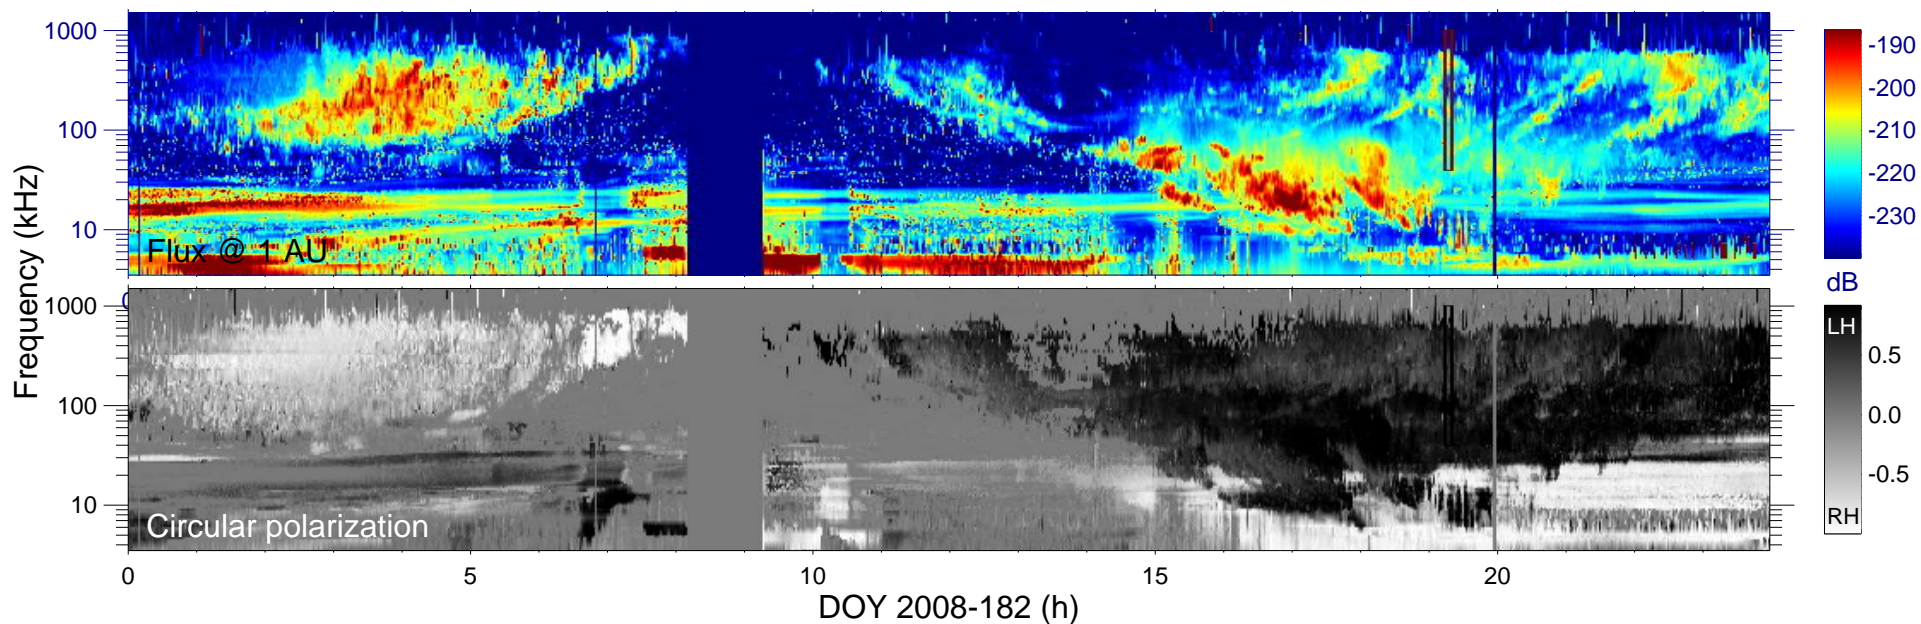 1000
100
10
Flux @ 1 AU
-190
-200
-210
-220
-230
dB
Frequency (kHz)
0
1000
100
10
Circular polarization
LH
0.5
0.0
-0.5
RH
0 5 10 15 20
DOY 2008-182 (h)